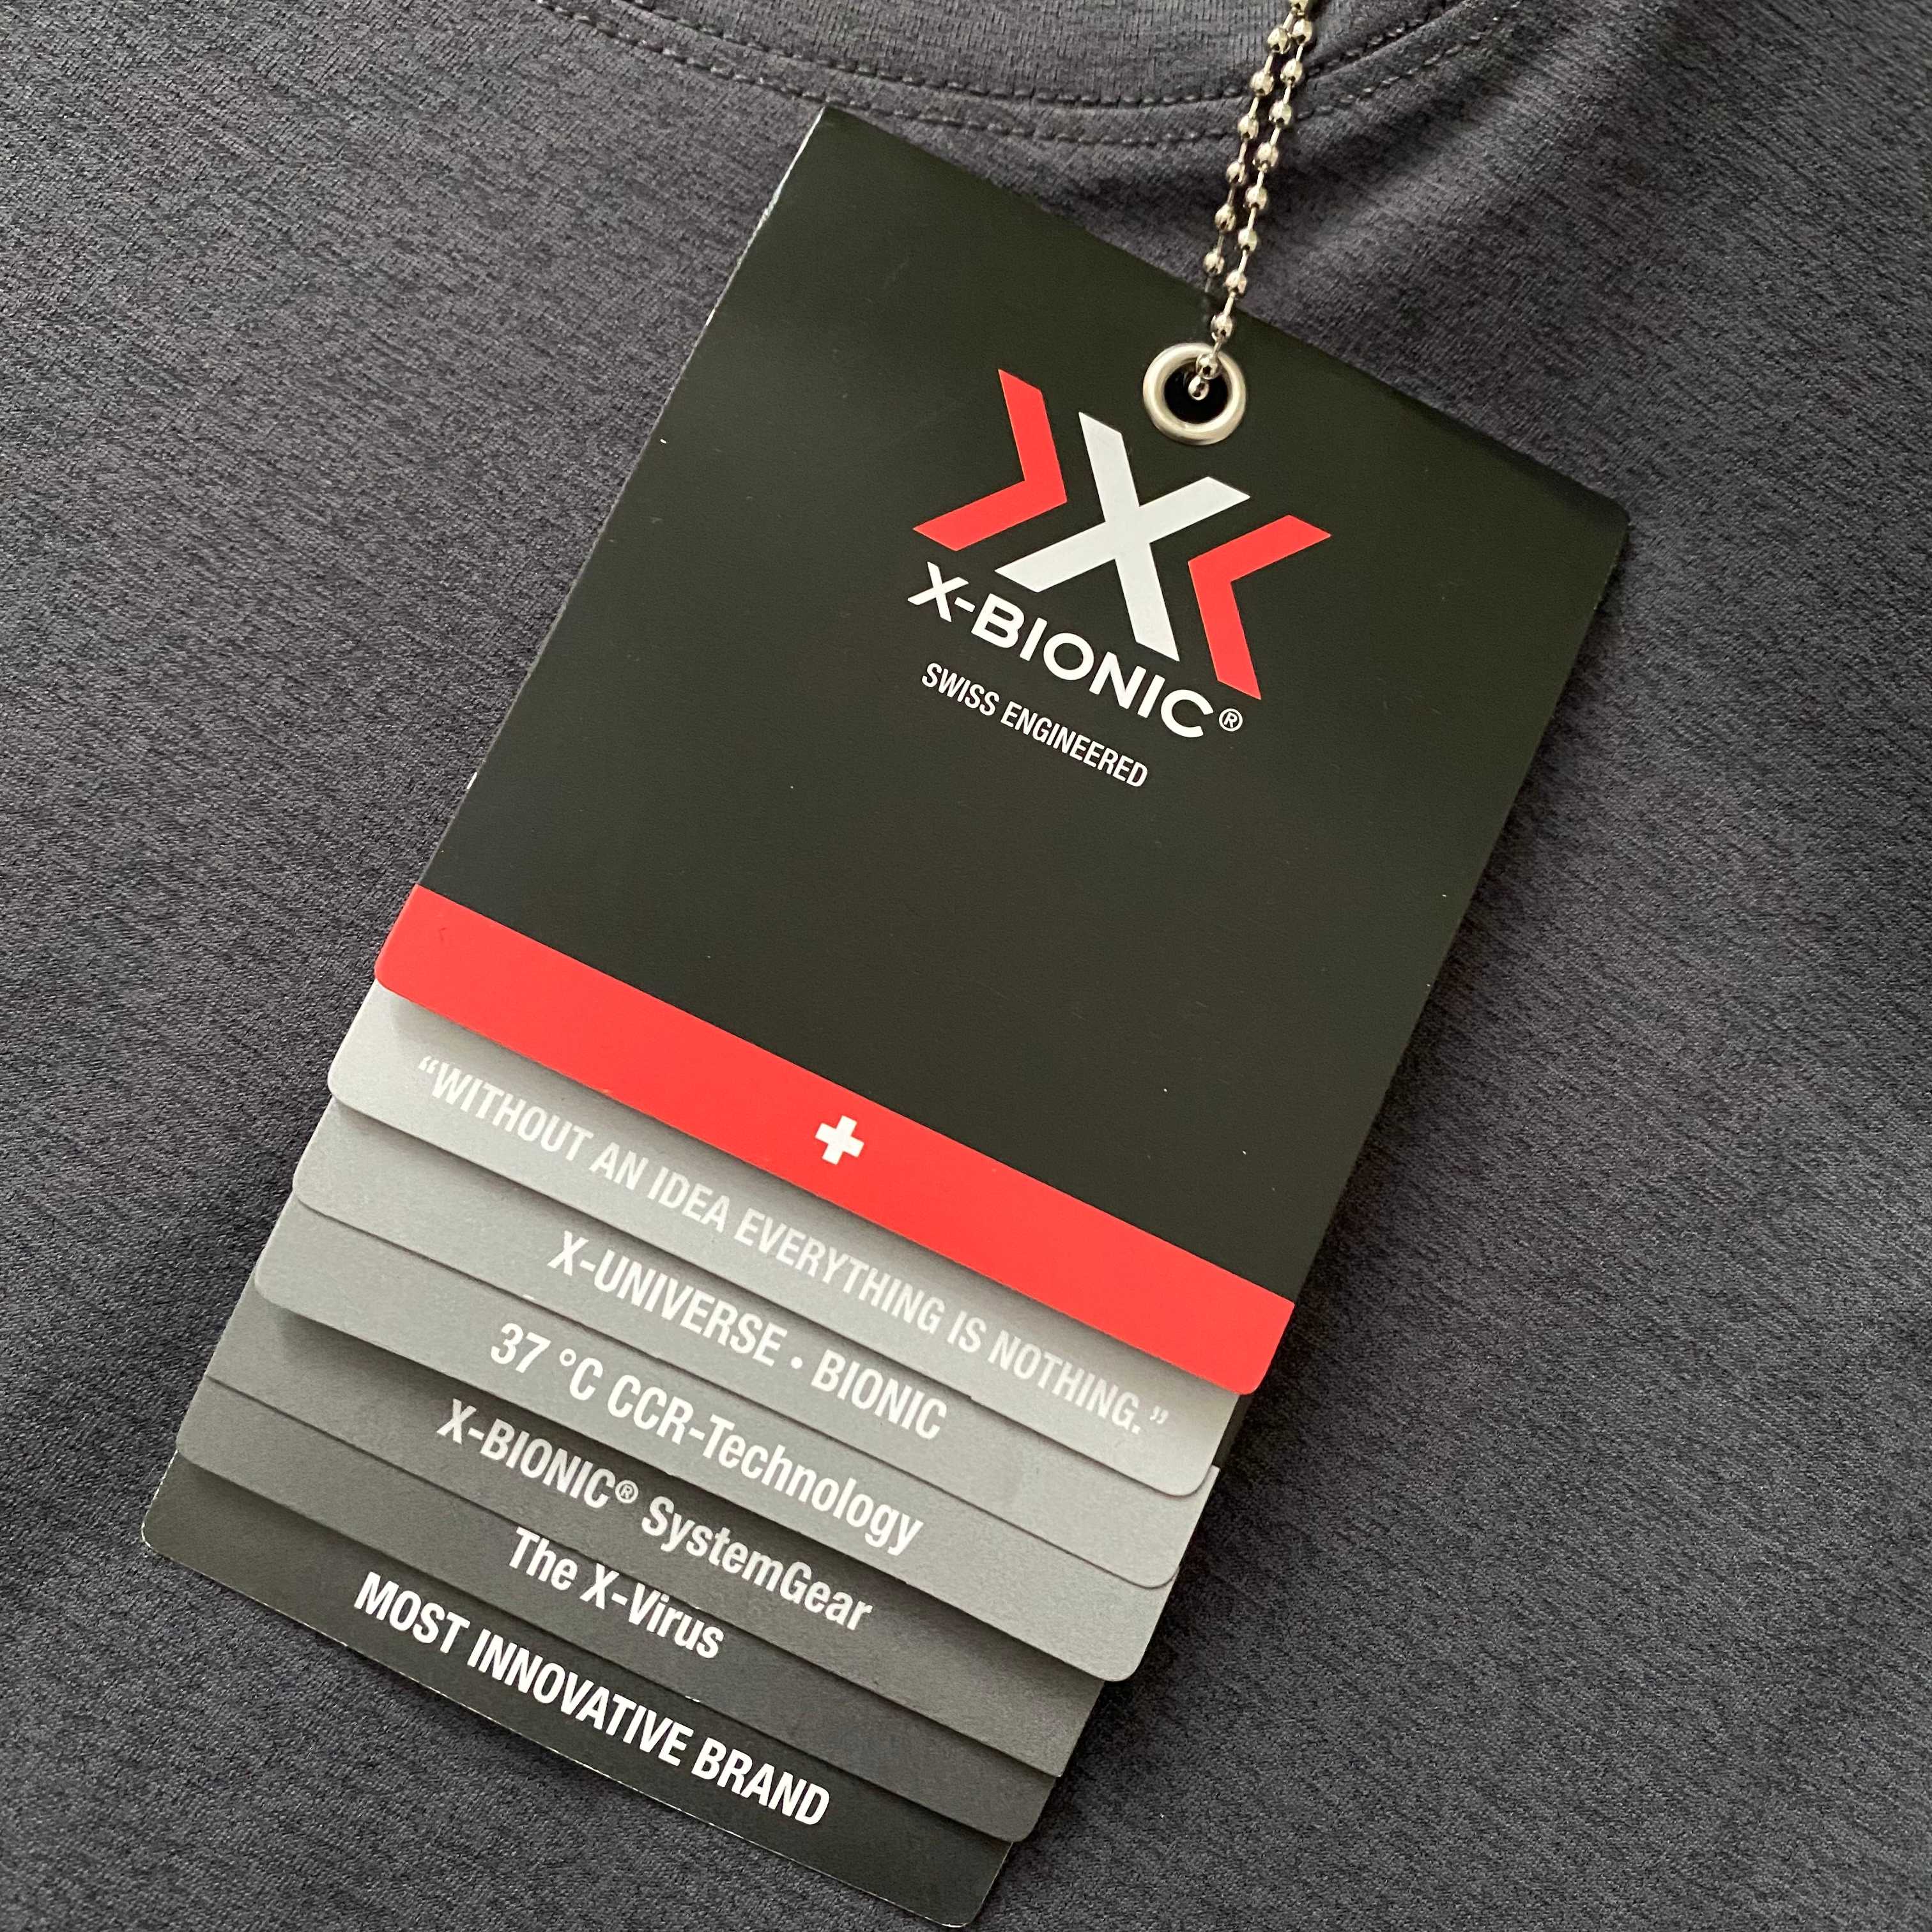 X
X-BIONIC®
SWISS ENGINEERED
“WITHOUT AN IDEA EVERYTHING IS NOTHING.”
X-UNIVERSE • BIONIC
37 °C CCR-Technology
X-BIONIC® SystemGear
The X-Virus
MOST INNOVATIVE BRAND